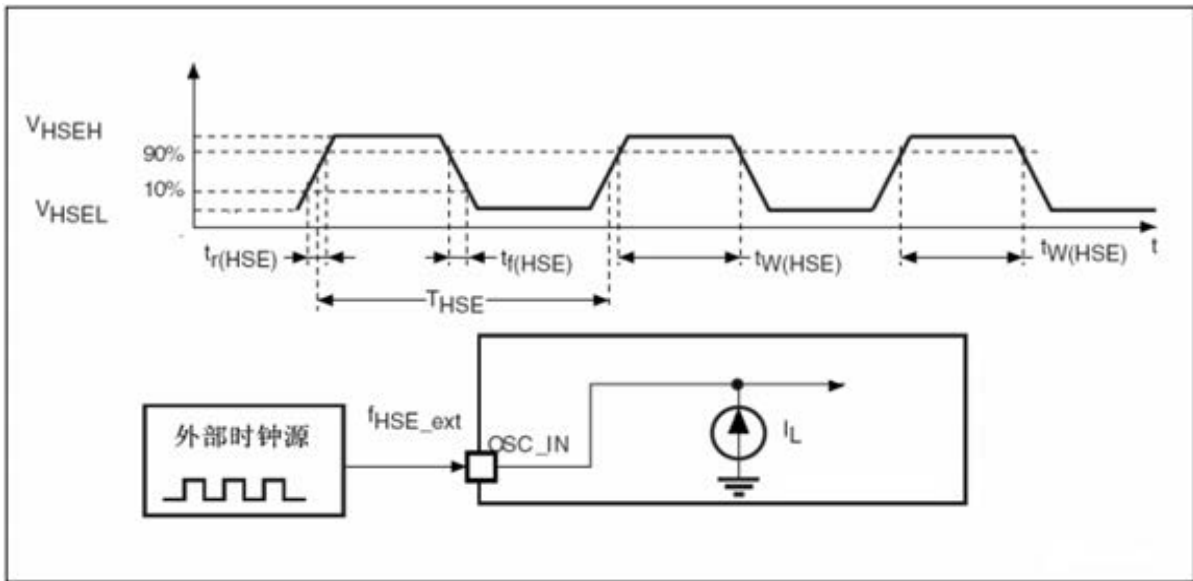 VHSEH
90%
10%
VHSEL
tr(HSE)
tf(HSE)
tW(HSE)
tW(HSE)
t
THSE
外部时钟源
fHSE_ext
OSC_IN
IL